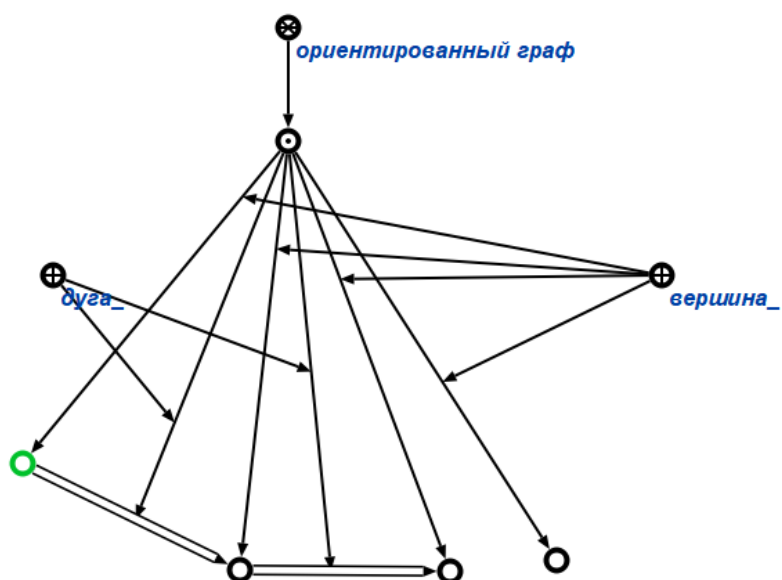 ориентированный граф
дуга_
вершина_